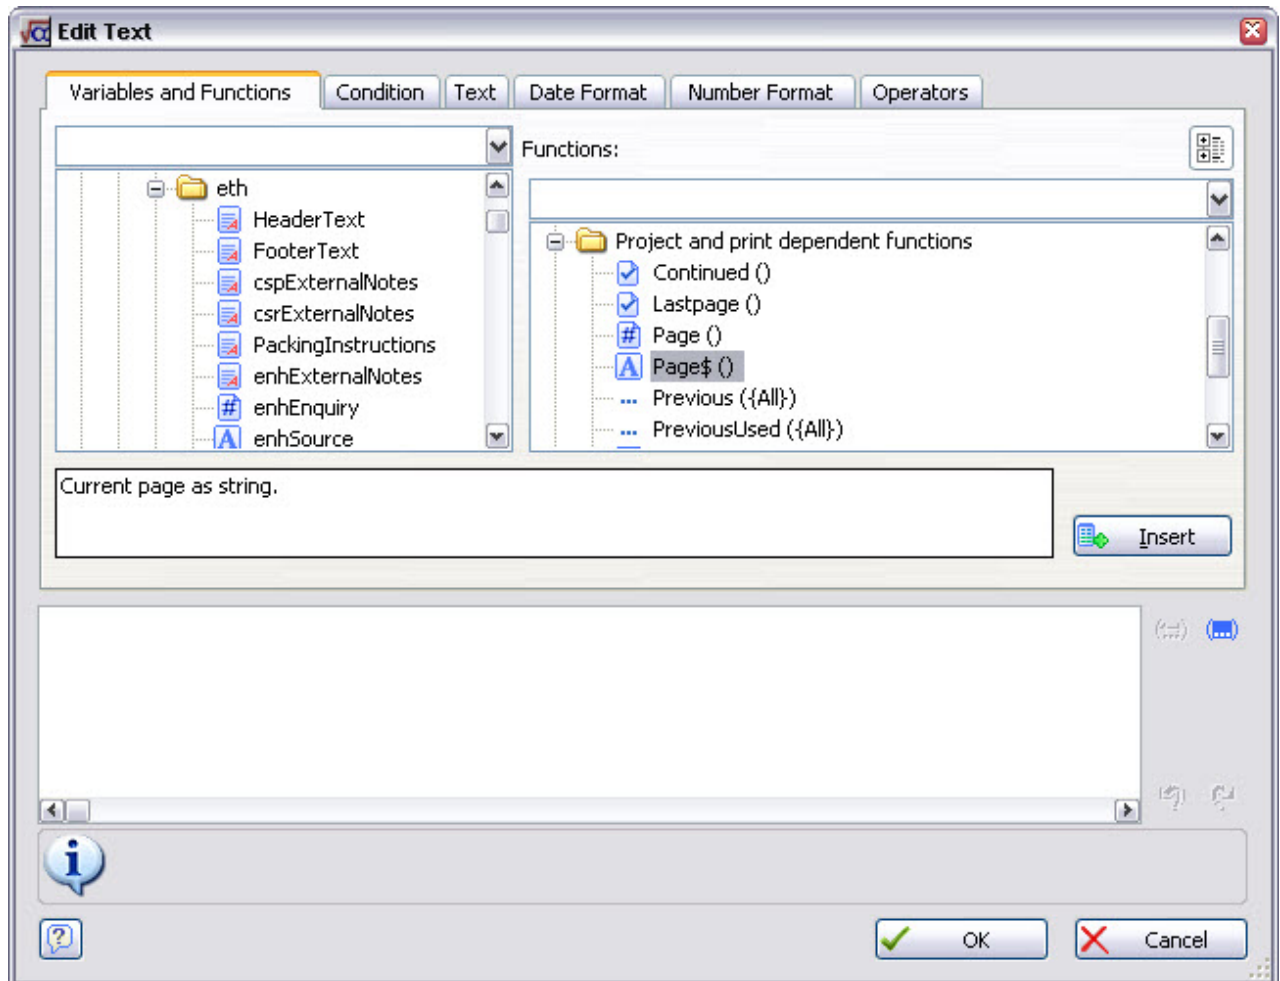 Edit Text
Variables and Functions
Condition
Text
Date Format
Number Format
Operators
Functions:
eth
HeaderText
FooterText
cspExternalNotes
csrExternalNotes
PackingInstructions
enhExternalNotes
enhEnquiry
enhSource
Project and print dependent functions
Continued ()
Lastpage ()
Page ()
Page$ ()
Previous ({All})
PreviousUsed ({All})
Current page as string.
Insert
OK
Cancel